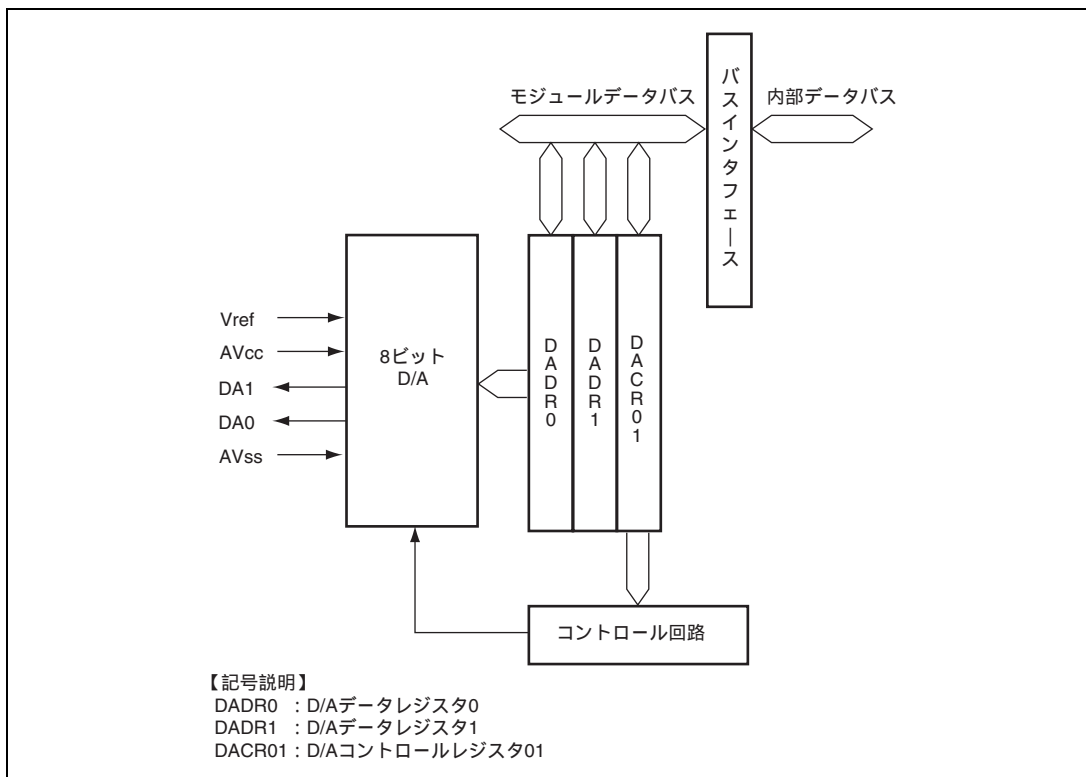 モジュールデータバス
バスインタフェース
内部データバス
Vref
AVcc
DA1
DA0
AVss
8ビット
D/A
DADR0
DADR1
DACR01
コントロール回路
【記号説明】
DADR0 : D/Aデータレジスタ0
DADR1 : D/Aデータレジスタ1
DACR01 : D/Aコントロールレジスタ01